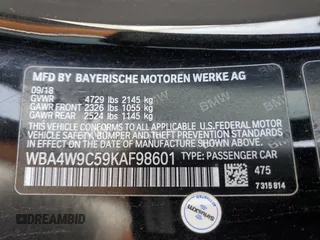 MFD BY BAYERISCHE MOTOREN WERKE AG
09/18
GVWR 4729 lbs 2145 kg
GAWR FRONT 2326 lbs 1055 kg
GAWR REAR 2524 lbs 1145 kg
THIS VEHICLE CONFORMS TO ALL APPLICABLE FEDERAL
MOTOR VEHICLE SAFETY, BUMPER, AND THEFT PREVENTION
STANDARDS IN EFFECT ON THE DATE OF MANUFACTURE
SHOWN ABOVE.
WBA4W9C59KAF98601 TYPE: PASSENGER CAR
475
7 315 814
SiriusXM
BIDHISTORY